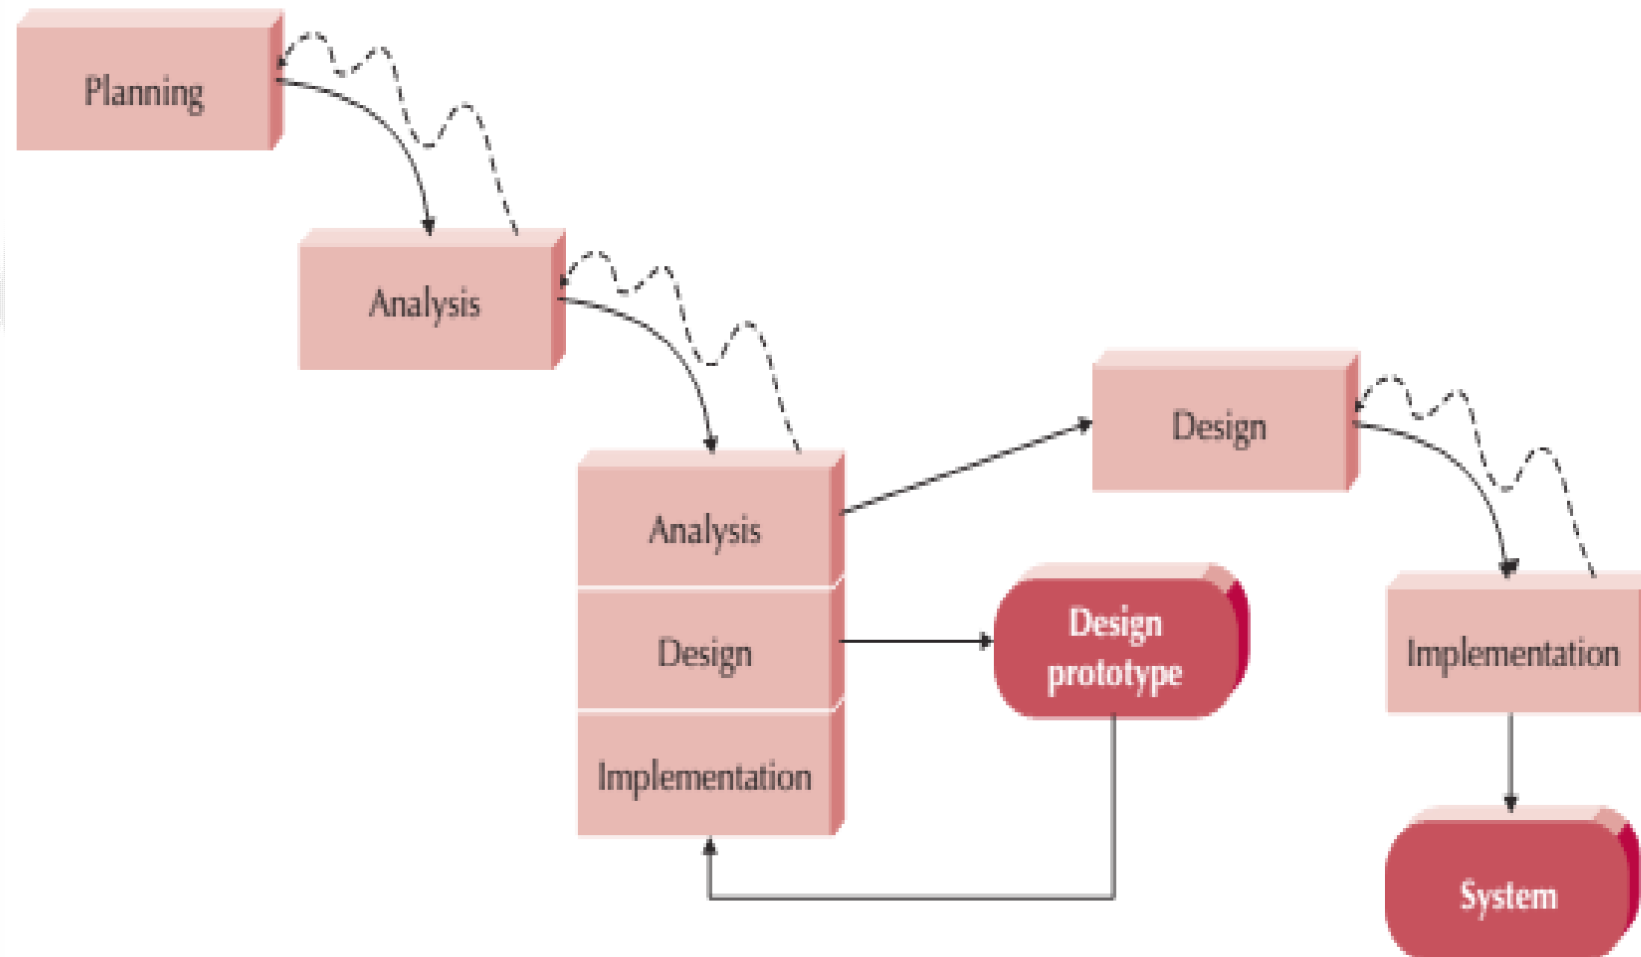 Planning
Analysis
Analysis
Design
Implementation
Design
prototype
Design
Implementation
System